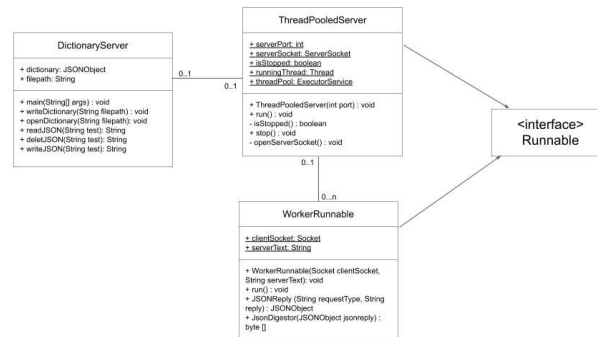 DictionaryServer
+ dictionary: JSONObject
+ filepath: String
+ main(String[] args) : void
+ writeDictionary(String filepath) : void
+ openDictionary(String filepath): void
+ readJSON(String test): String
+ deletJSON(String test): String
+ writeJSON(String test): String
0..1
0..1
ThreadPooledServer
+ serverPort: int
+ serverSocket: ServerSocket
+ isStopped: boolean
+ runningThread: Thread
+ threadPool: ExecutorService
+ ThreadPooledServer(int port) : void
+ run() : void
- isStopped() : boolean
+ stop() : void
- openServerSocket() : void
0..1
0...n
<interface>
Runnable
WorkerRunnable
+ clientSocket: Socket
+ serverText: String
+ WorkerRunnable(Socket clientSocket,
String serverText): void
+ run() : void
+ JSONReply (String requestType, String
reply) : JSONObject
+ JsonDigestor(JSONObject jsonreply) :
byte []